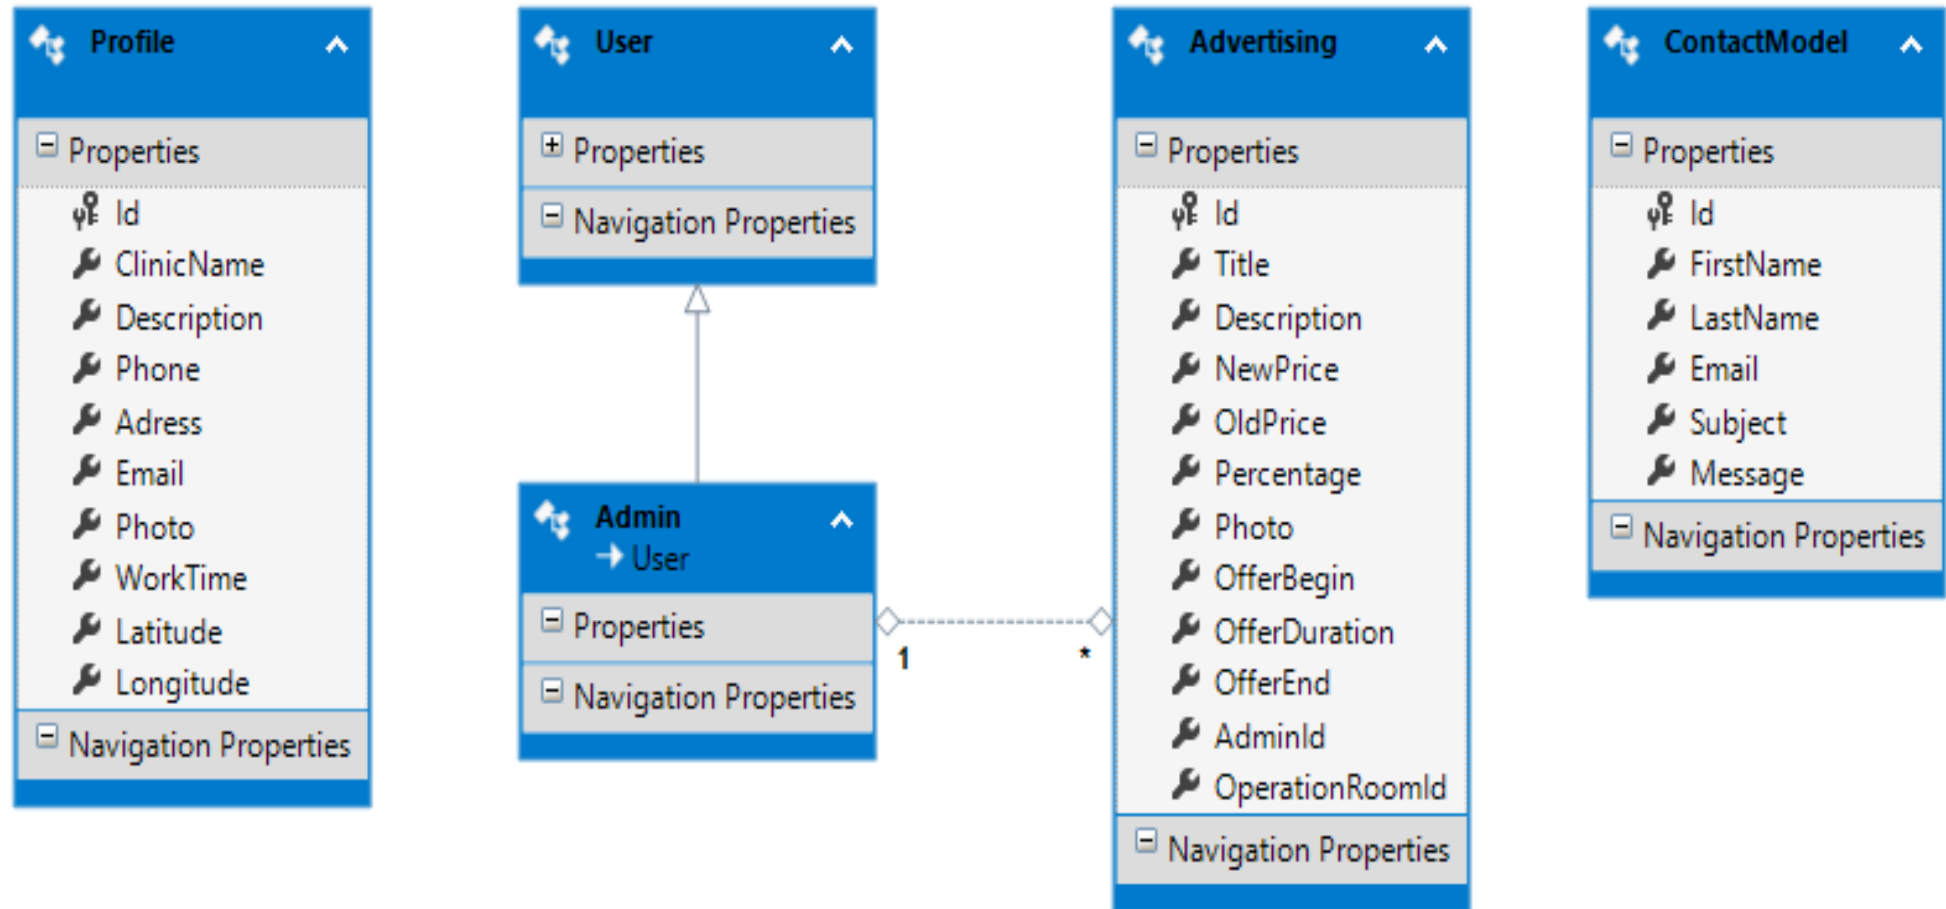 Profile
Properties
Id
ClinicName
Description
Phone
Adress
Email
Photo
WorkTime
Latitude
Longitude
Navigation Properties
User
Properties
Navigation Properties
Admin
User
Properties
Navigation Properties
1
*
Advertising
Properties
Id
Title
Description
NewPrice
OldPrice
Percentage
Photo
OfferBegin
OfferDuration
OfferEnd
AdminId
OperationRoomId
Navigation Properties
ContactModel
Properties
Id
FirstName
LastName
Email
Subject
Message
Navigation Properties